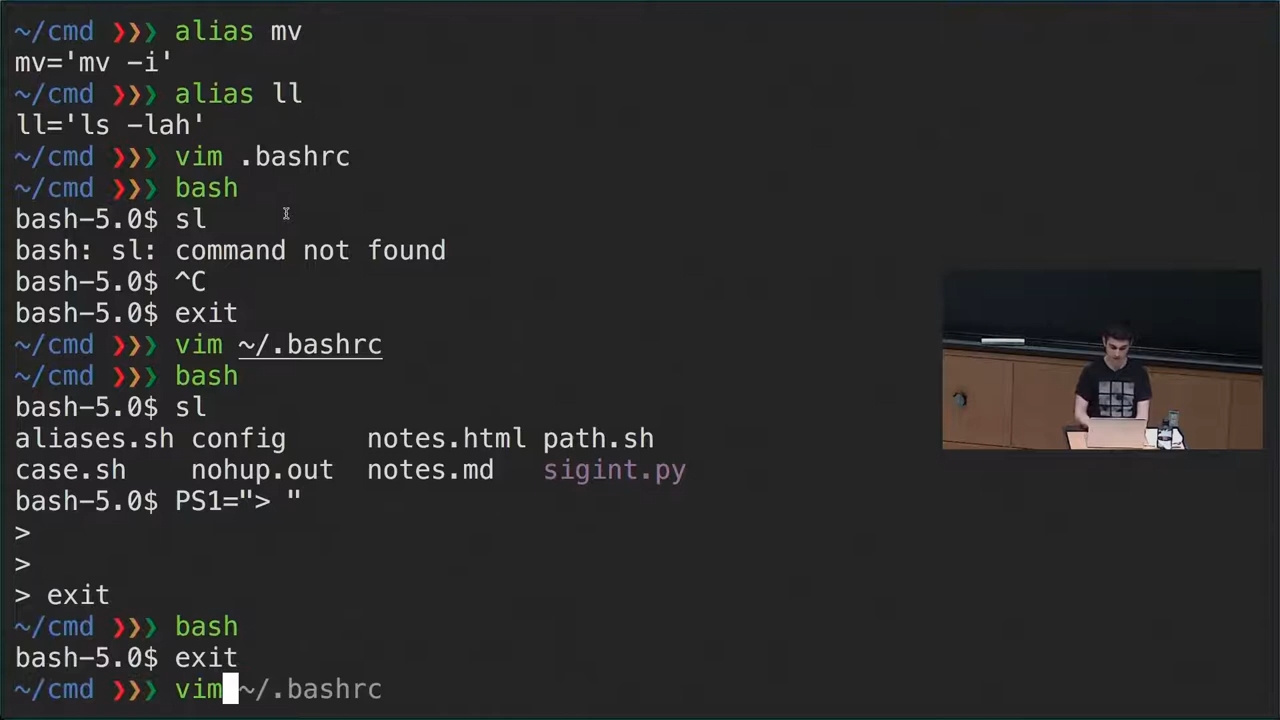 ~/cmd ❯❯❯ alias mv
mv='mv -i'
~/cmd ❯❯❯ alias ll
ll='ls -lah'
~/cmd ❯❯❯ vim .bashrc
~/cmd ❯❯❯ bash
bash-5.0$ sl
bash: sl: command not found
bash-5.0$ ^C
bash-5.0$ exit
~/cmd ❯❯❯ vim ~/.bashrc
~/cmd ❯❯❯ bash
bash-5.0$ sl
aliases.sh config     notes.html path.sh
case.sh    nohup.out  notes.md   sigint.py
bash-5.0$ PS1="> "
>
>
> exit
~/cmd ❯❯❯ bash
bash-5.0$ exit
~/cmd ❯❯❯ vim ~/.bashrc